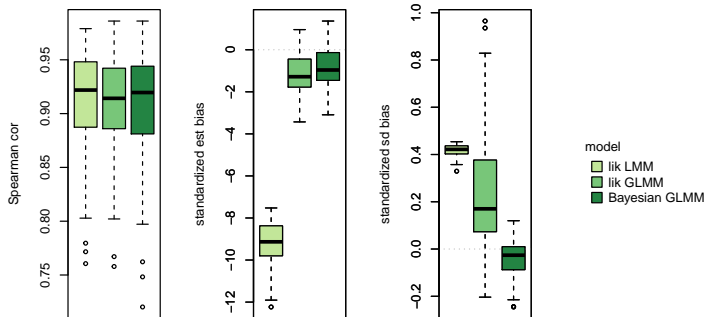 Spearman cor
0.95
0.90
0.85
0.80
0.75
standardized est bias
0
−2
−4
−6
−8
−10
−12
standardized sd bias
1.0
0.8
0.6
0.4
0.2
0.0
−0.2
model
lik LMM
lik GLMM
Bayesian GLMM